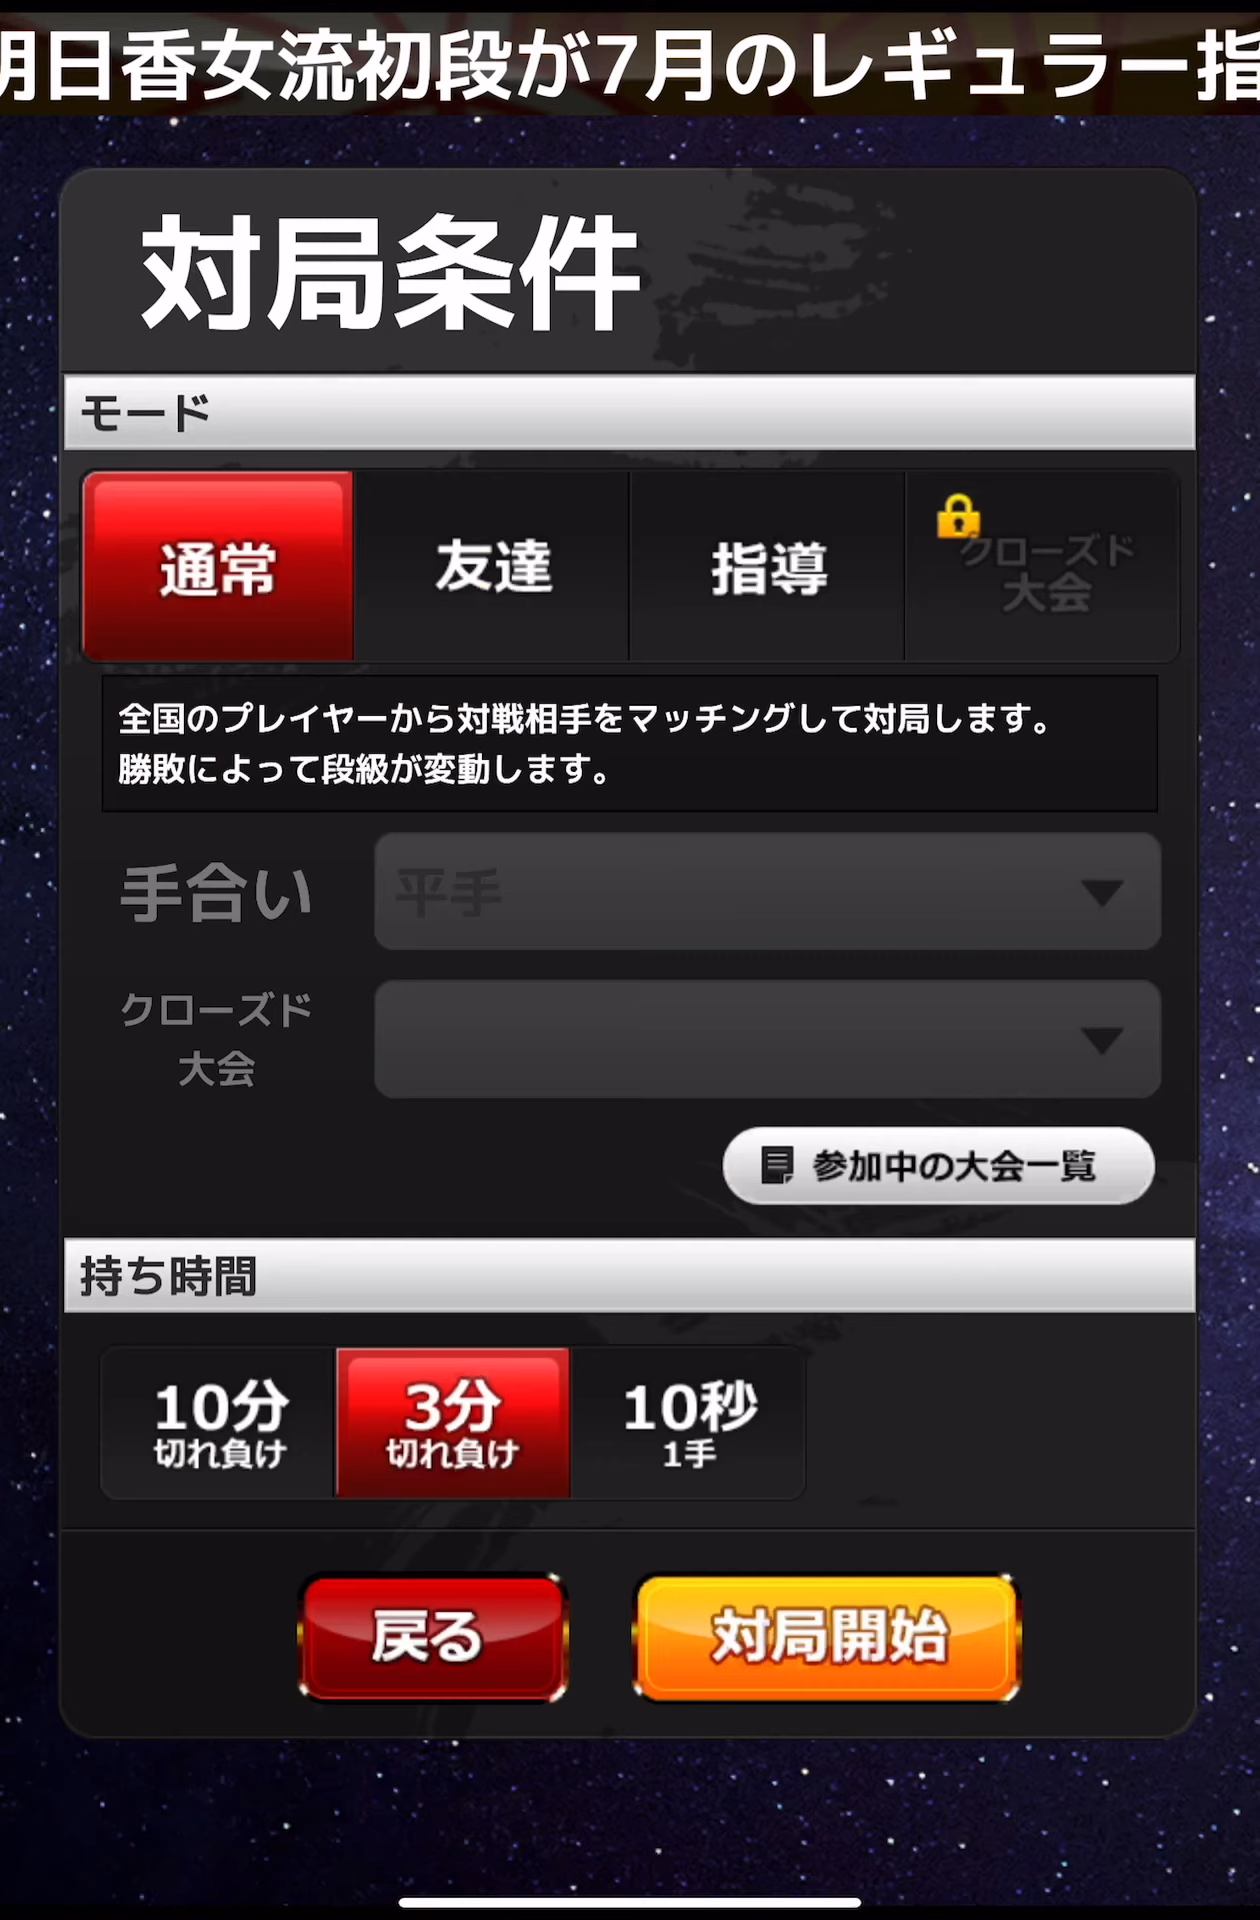 明日香女流初段が7月のレギュラー指
対局条件
モード
通常
友達
指導
クローズド
大会
全国のプレイヤーから対戦相手をマッチングして対局します。
勝敗によって段級が変動します。
手合い
平手
クローズド
大会
参加中の大会一覧
持ち時間
10分
切れ負け
3分
切れ負け
10秒
1手
戻る
対局開始